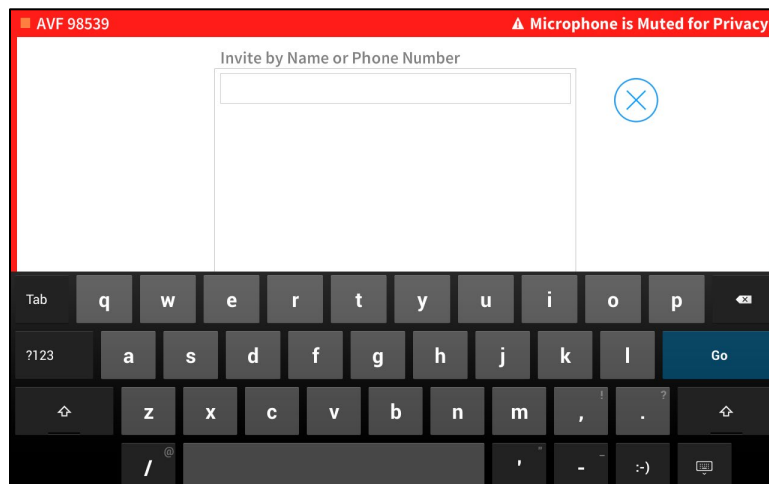 AVF 98539
Microphone is Muted for Privacy
Invite by Name or Phone Number
Tab q w e r t y u i o p
?123 a s d f g h j k l Go
z x c v b n m , ! . ?
/ @ ' " - _ :-)